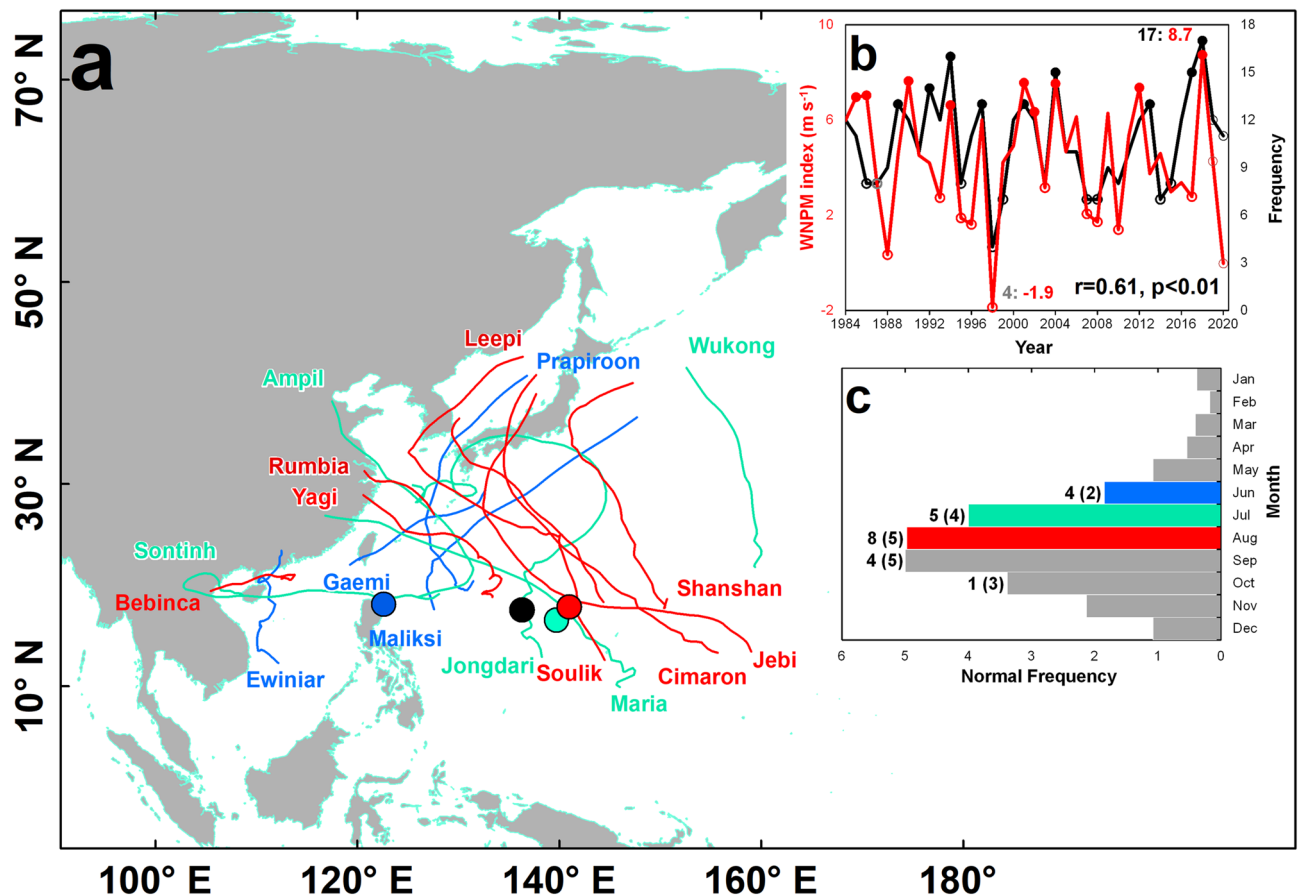 a
70° N
50° N
30° N
10° N
100° E
120° E
140° E
160° E
180°
Leepi
Prapiroon
Wukong
Ampil
Rumbia
Yagi
Sontinh
Bebinca
Gaemi
Maliksi
Ewiniar
Shanshan
Jongdari
Soulik
Cimaron
Jebi
Maria
b
WNPM index (m s-1)
10
6
2
-2
17: 8.7
4: -1.9
r=0.61, p<0.01
18
15
12
9
6
3
0
Frequency
1984 1988 1992 1996 2000 2004 2008 2012 2016 2020
Year
c
Jan
Feb
Mar
Apr
May
4 (2) Jun
5 (4) Jul
8 (5) Aug
4 (5) Sep
1 (3) Oct
Nov
Dec
Month
6 5 4 3 2 1 0
Normal Frequency